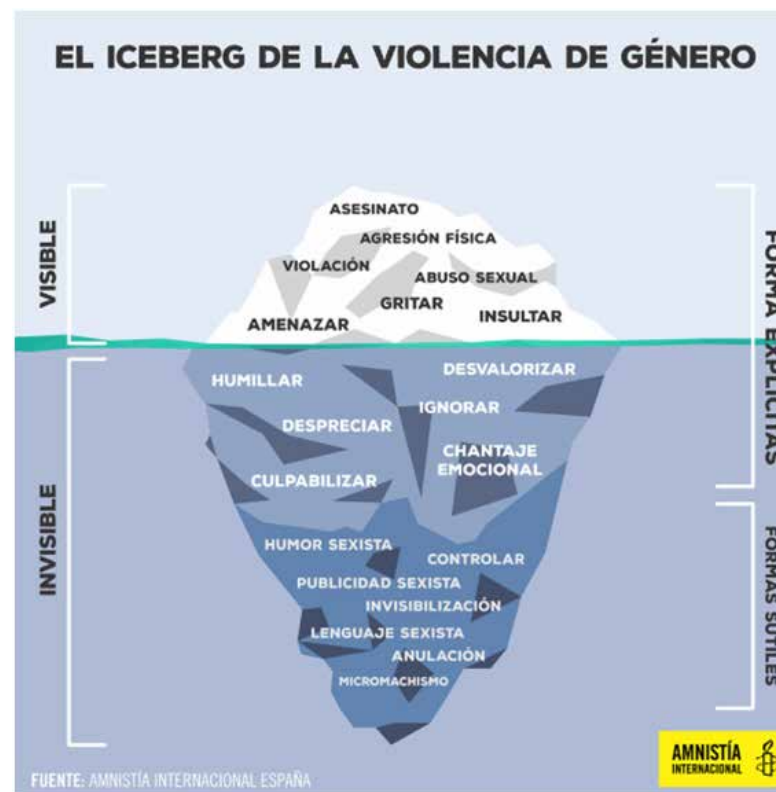 EL ICEBERG DE LA VIOLENCIA DE GÉNERO
VISIBLE
ASESINATO
AGRESIÓN FÍSICA
VIOLACIÓN
ABUSO SEXUAL
GRITAR
INSULTAR
AMENAZAR
FORMA EXPLÍCITAS
INVISIBLE
DESVALORIZAR
HUMILLAR
IGNORAR
DESPRECIAR
CHANTAJE
EMOCIONAL
CULPABILIZAR
HUMOR SEXISTA
CONTROLAR
PUBLICIDAD SEXISTA
INVISIBILIZACIÓN
LENGUAJE SEXISTA
ANULACIÓN
MICROMACHISMO
FORMAS SUTILES
FUENTE: AMNISTÍA INTERNACIONAL ESPAÑA
AMNISTÍA
INTERNACIONAL